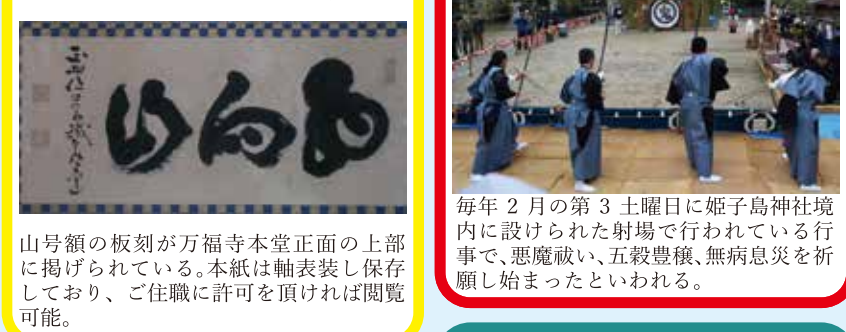 山号額の板刻が万福寺本堂正面の上部
に掲げられている。本紙は軸表装し保存
しており、ご住職に許可を頂ければ閲覧
可能。
毎年 2 月の第 3 土曜日に姫子島神社境
内に設けられた射場で行われている行
事で、悪魔祓い、五穀豊穣、無病息災を祈
願し始まったといわれる。